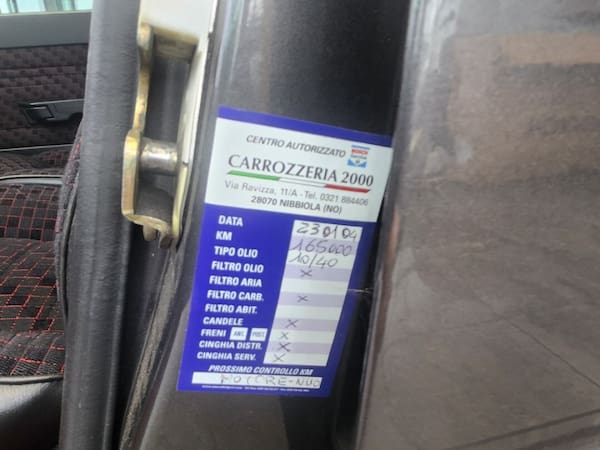 CENTRO AUTORIZZATO BOSCH
CARROZZERIA 2000
Via Ravizza, 11/A - Tel. 0321 884406
28070 NIBBIOLA (NO)
DATA 230104
KM 165000
TIPO OLIO 10/40
FILTRO OLIO X
FILTRO ARIA
FILTRO CARB. X
FILTRO ABIT.
CANDELE X
FRENI ANT. POST. X
CINGHIA DISTR. X
CINGHIA SERV. X
PROSSIMO CONTROLLO KM